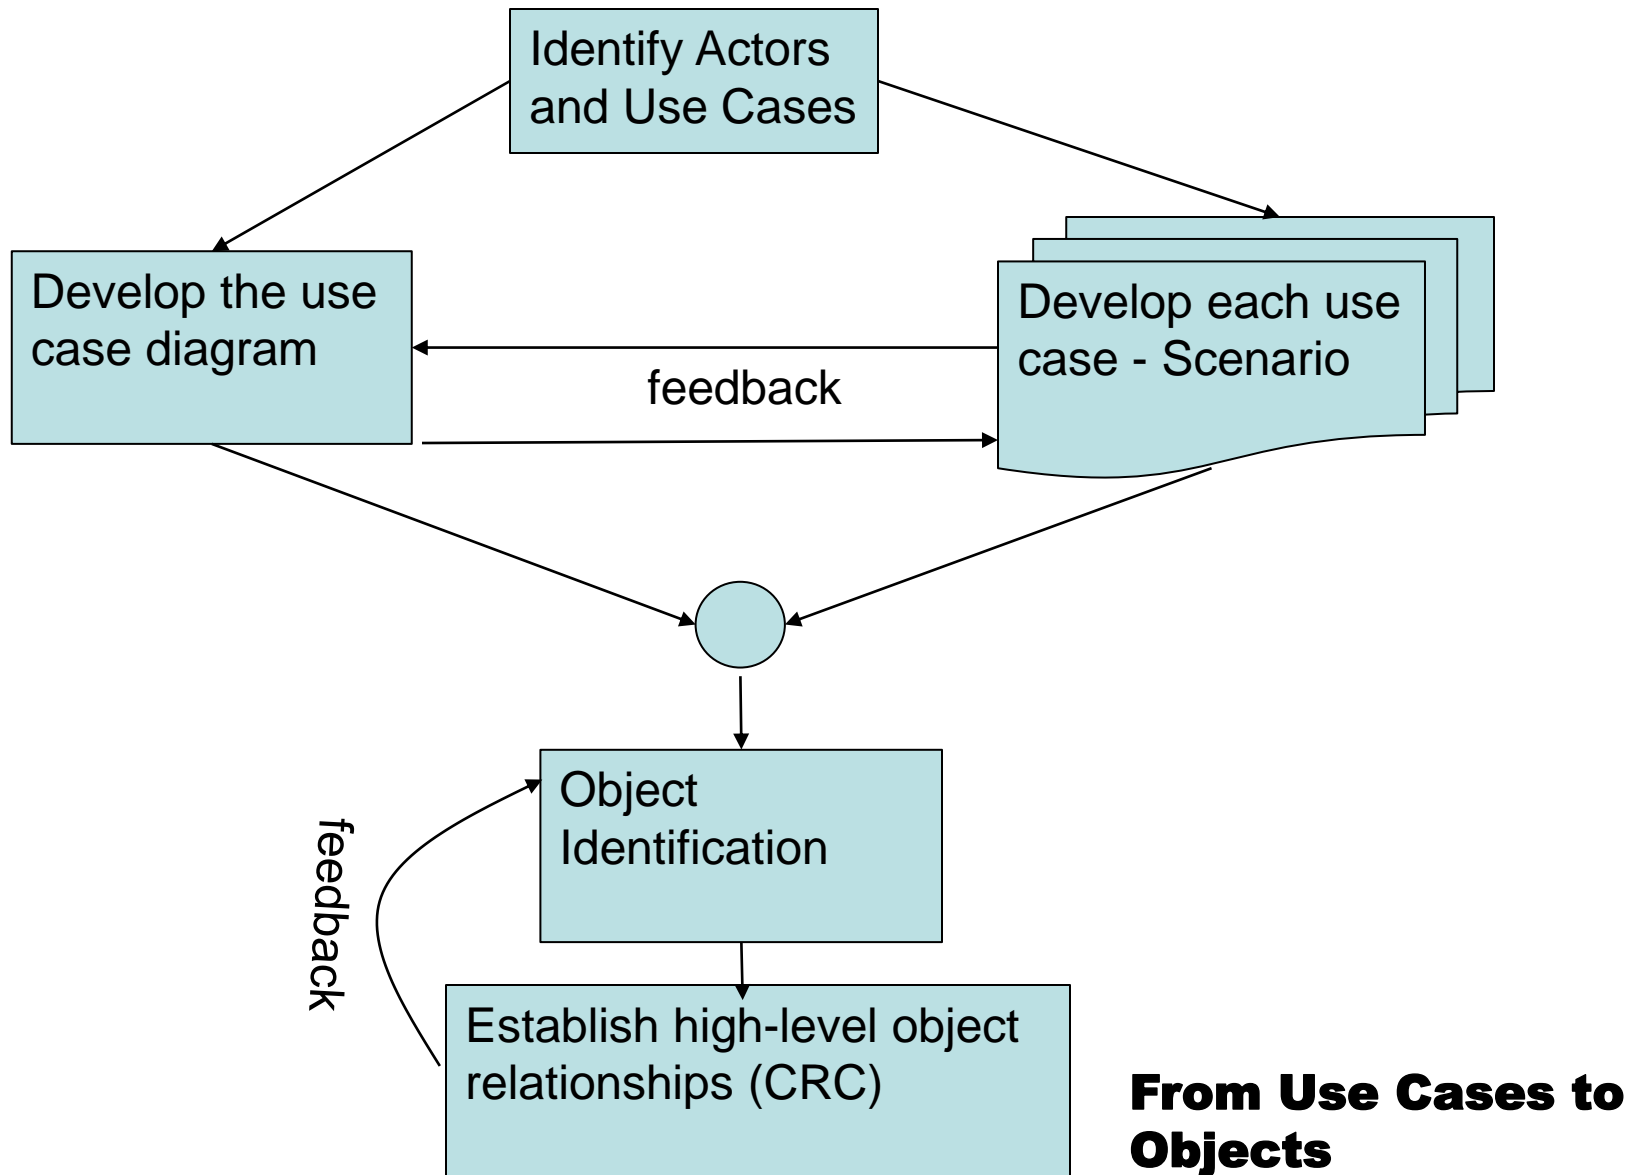 Identify Actors
and Use Cases
Develop the use
case diagram
Develop each use
case - Scenario
feedback
Object
Identification
feedback
Establish high-level object
relationships (CRC)
From Use Cases to
Objects